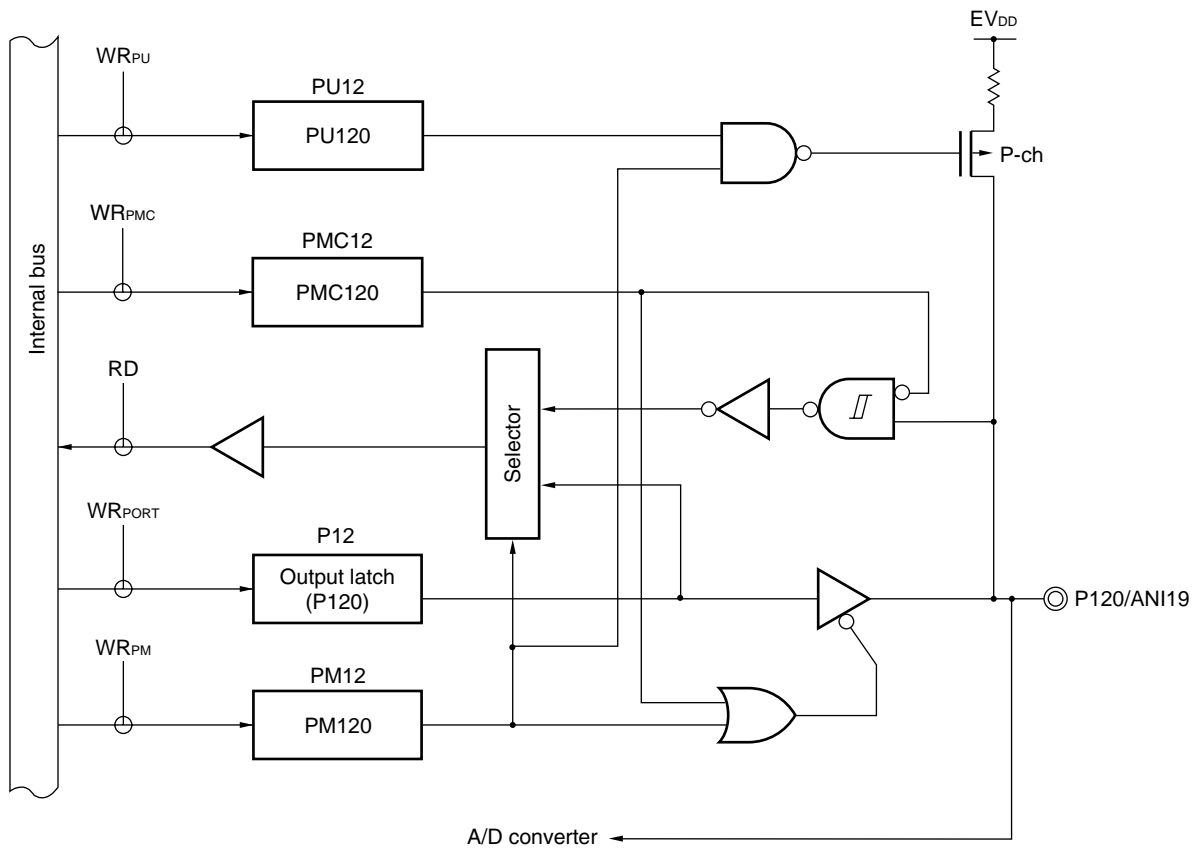 EVDD
WRPU
PU12
PU120
P-ch
WRPMC
PMC12
PMC120
Internal bus
RD
Selector
WRPORT
P12
Output latch
(P120)
P120/ANI19
WRPM
PM12
PM120
A/D converter